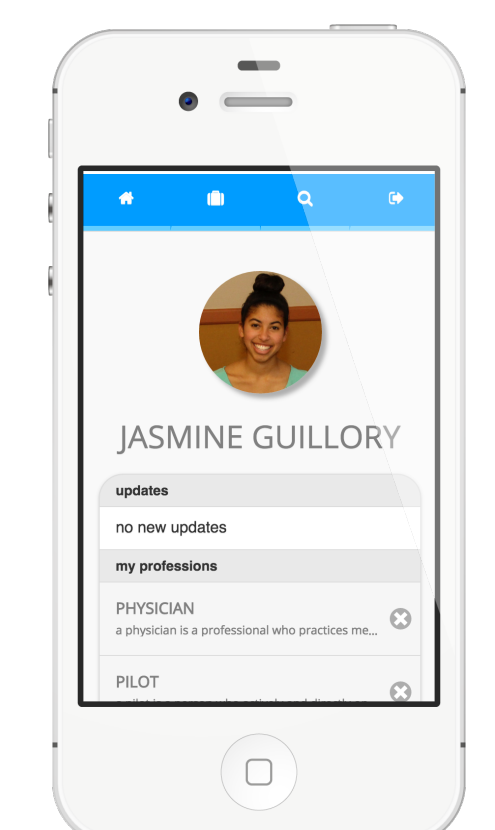 JASMINE GUILLORY
updates
no new updates
my professions
PHYSICIAN
a physician is a professional who practices me...
PILOT